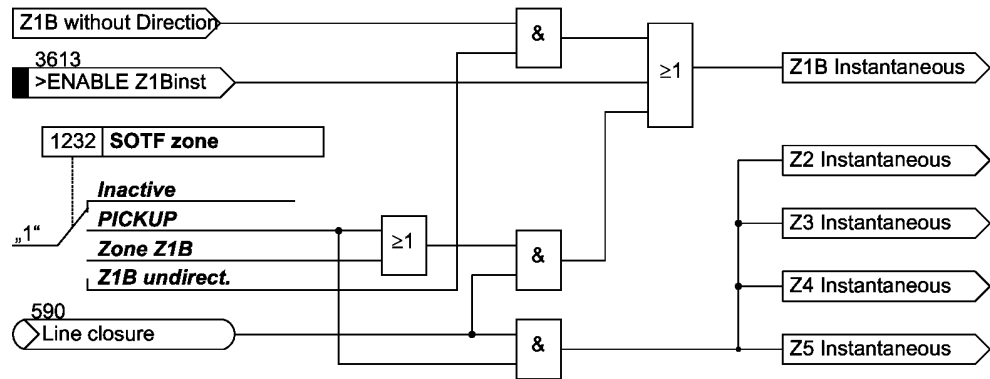 Z1B without Direction
&
3613
>ENABLE Z1Binst
≥1
Z1B Instantaneous
1232 SOTF zone
Z2 Instantaneous
Inactive
PICKUP
„1“
≥1
Z3 Instantaneous
Zone Z1B
&
Z1B undirect.
Z4 Instantaneous
590
Line closure
&
Z5 Instantaneous